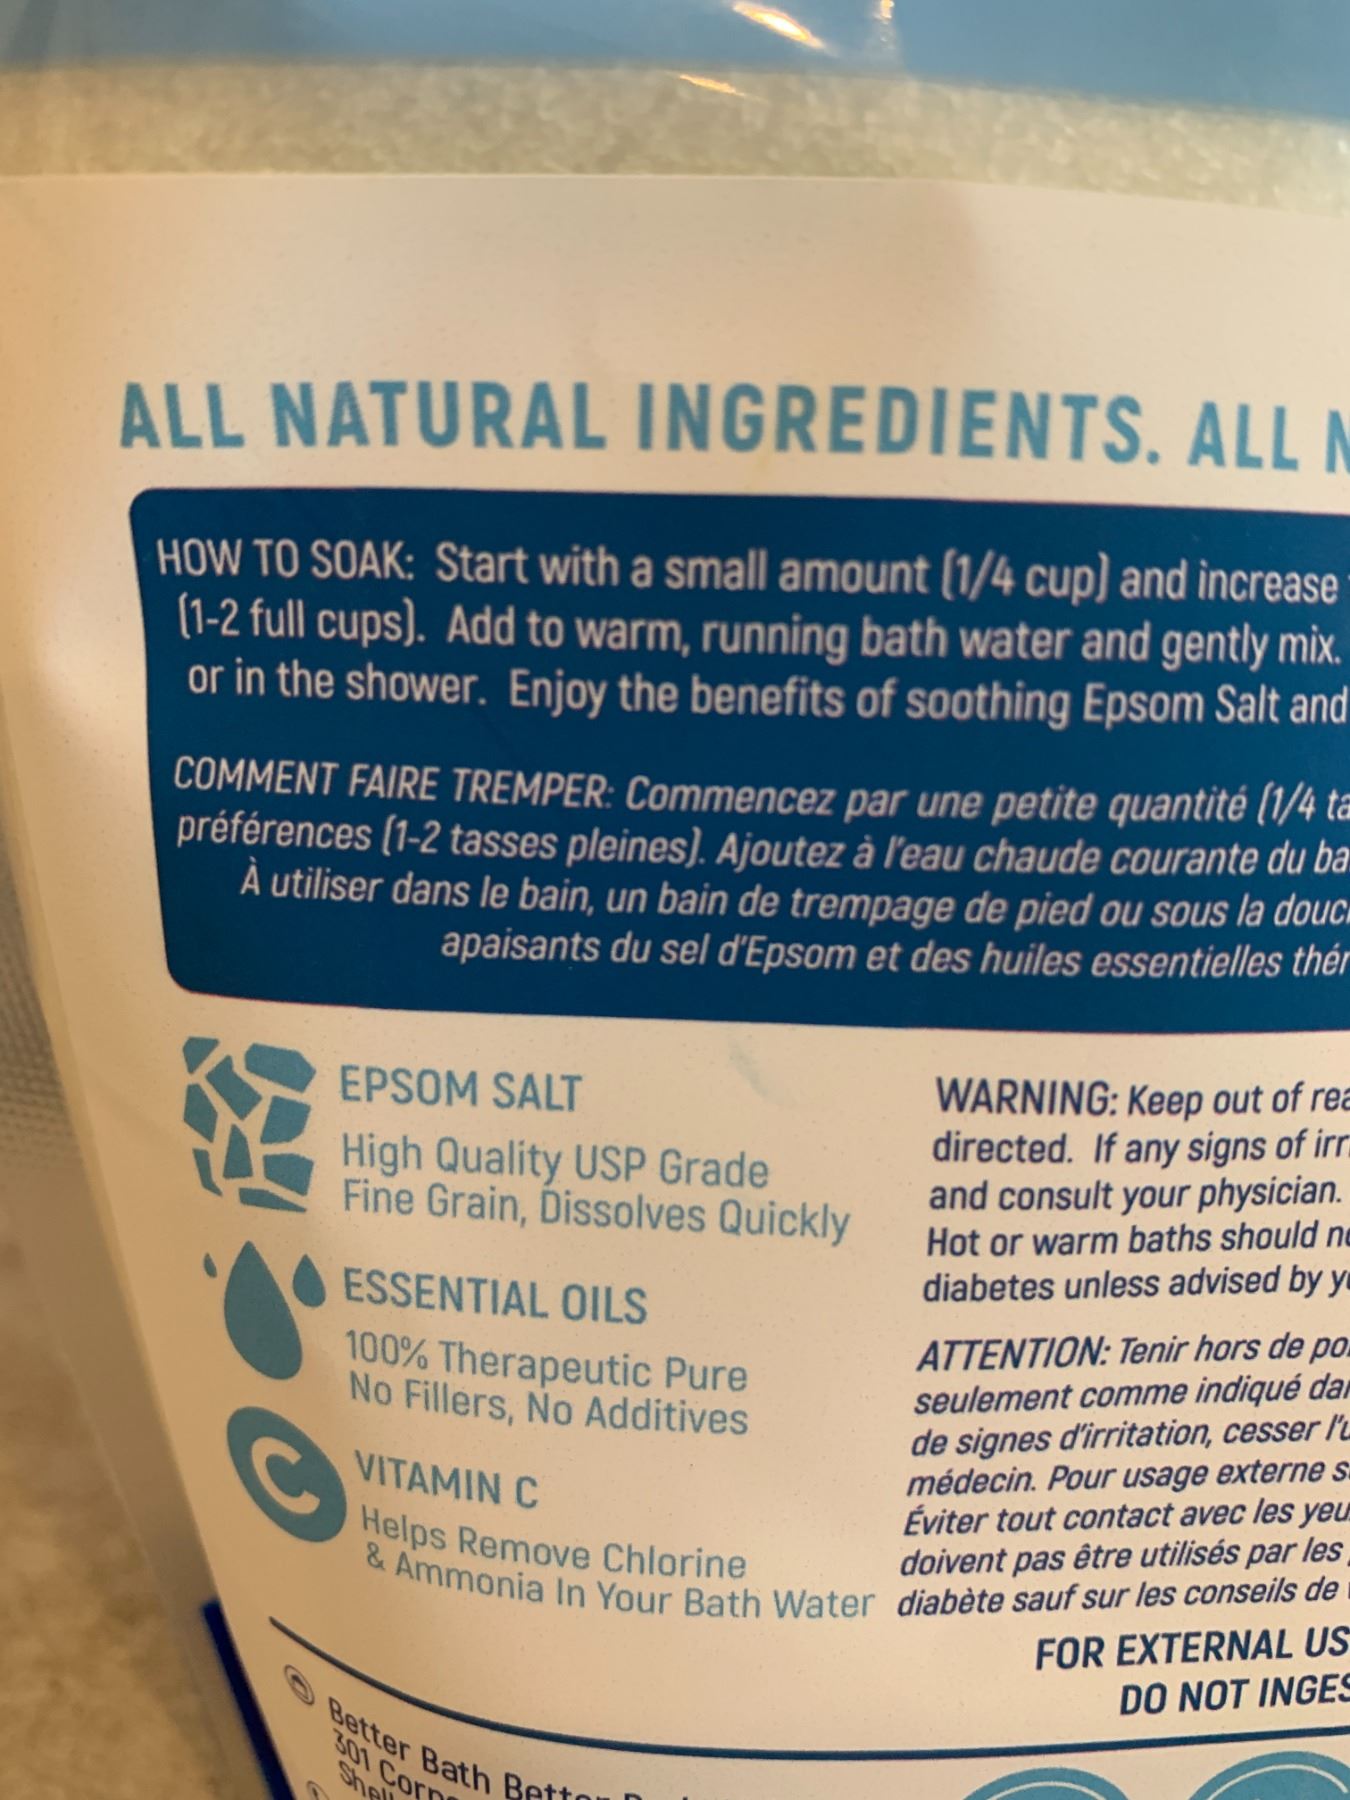 ALL NATURAL INGREDIENTS. ALL
HOW TO SOAK: Start with a small amount (1/4 cup) and increase
(1-2 full cups). Add to warm, running bath water and gently mix.
or in the shower. Enjoy the benefits of soothing Epsom Salt and
COMMENT FAIRE TREMPER: Commencez par une petite quantité (1/4
préférences (1-2 tasses pleines). Ajoutez à l'eau chaude courante du
À utiliser dans le bain, un bain de trempage de pied ou sous la
apaisants du sel d'Epsom et des huiles essentielles
EPSOM SALT
High Quality USP Grade
Fine Grain, Dissolves Quickly
ESSENTIAL OILS
100% Therapeutic Pure
No Fillers, No Additives
C
VITAMIN C
Helps Remove Chlorine
& Ammonia In Your Bath Water
WARNING: Keep out of
directed. If any signs of
and consult your physician.
Hot or warm baths should
diabetes unless advised by
ATTENTION: Tenir hors de
seulement comme indiqué
de signes d'irritation, cesser
médecin. Pour usage externe
Éviter tout contact avec les
doivent pas être utilisés par les
diabète sauf sur les conseils de
FOR EXTERNAL
DO NOT
Better Bath
301